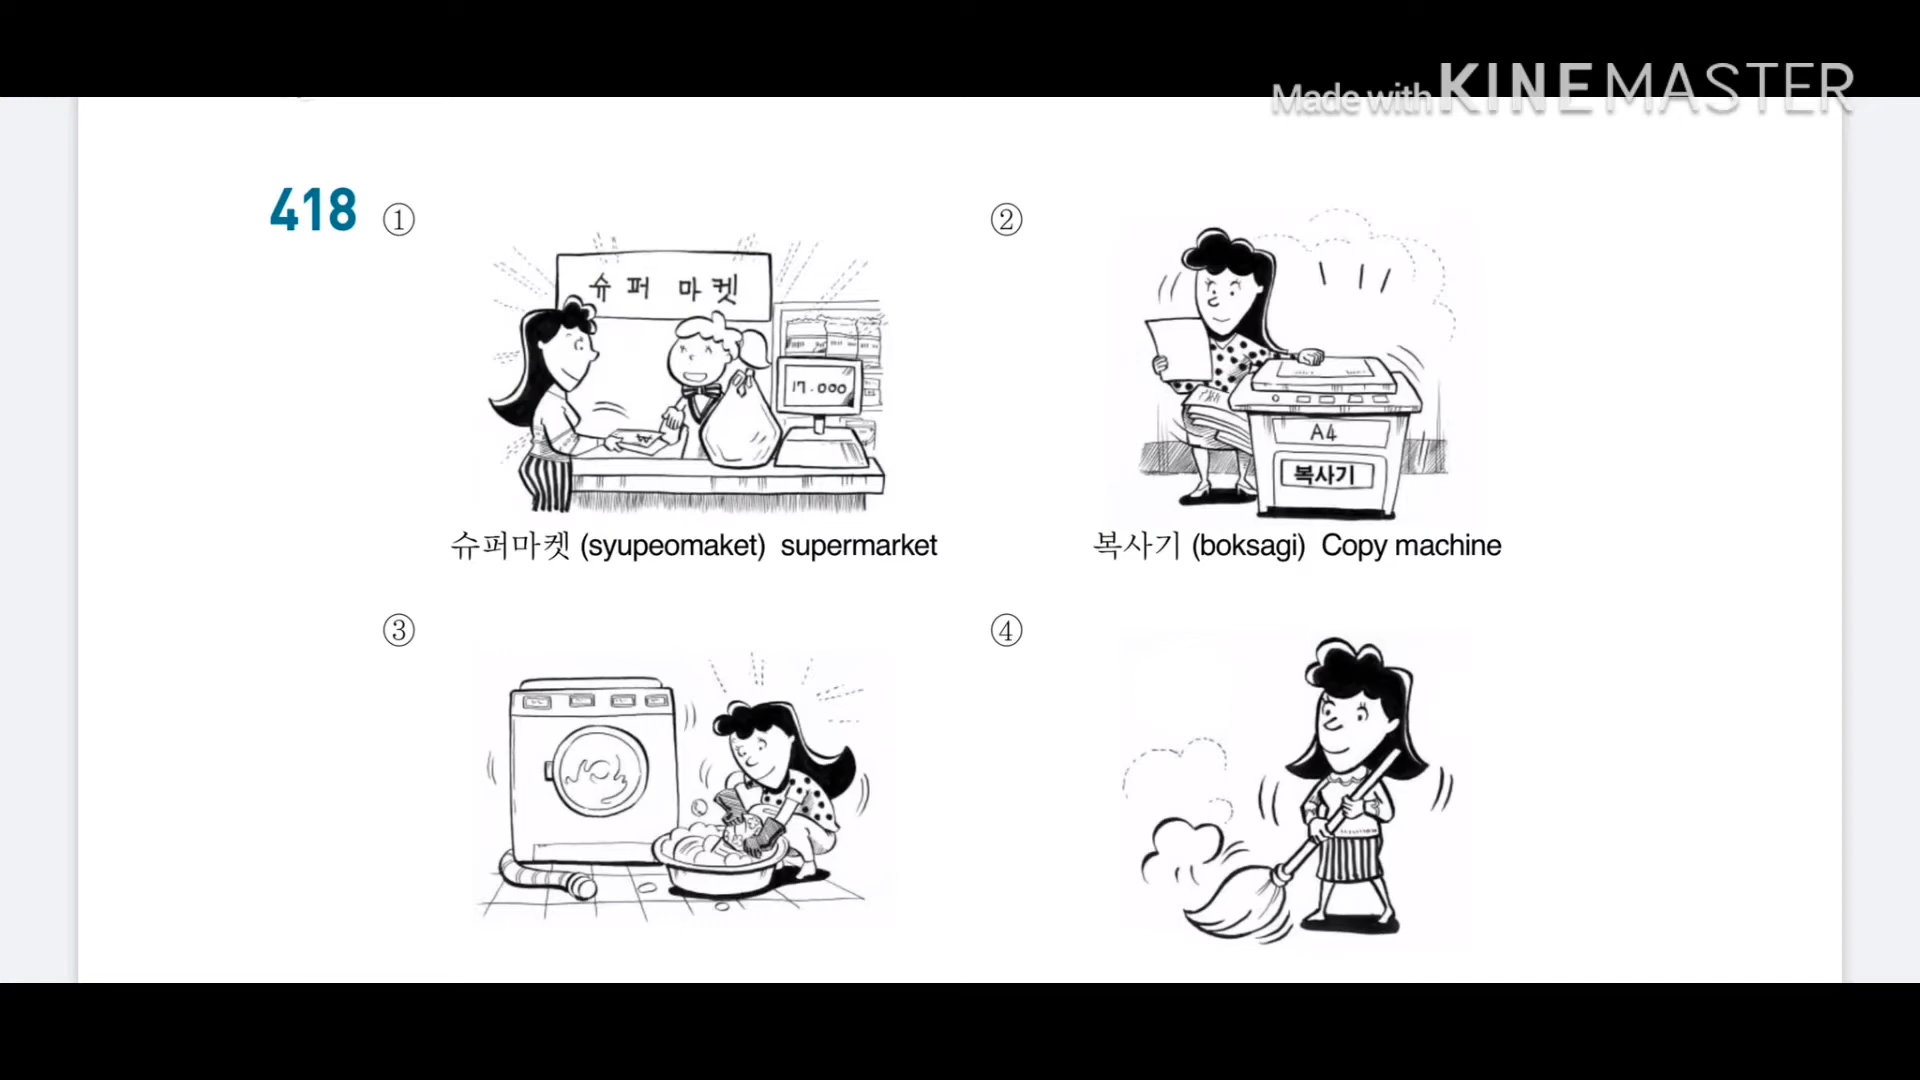 Made with KINEMASTER
418
①
②
슈퍼 마켓
17.000
A4
복사기
슈퍼마켓 (syupeomaket) supermarket
복사기 (boksagi) Copy machine
③
④